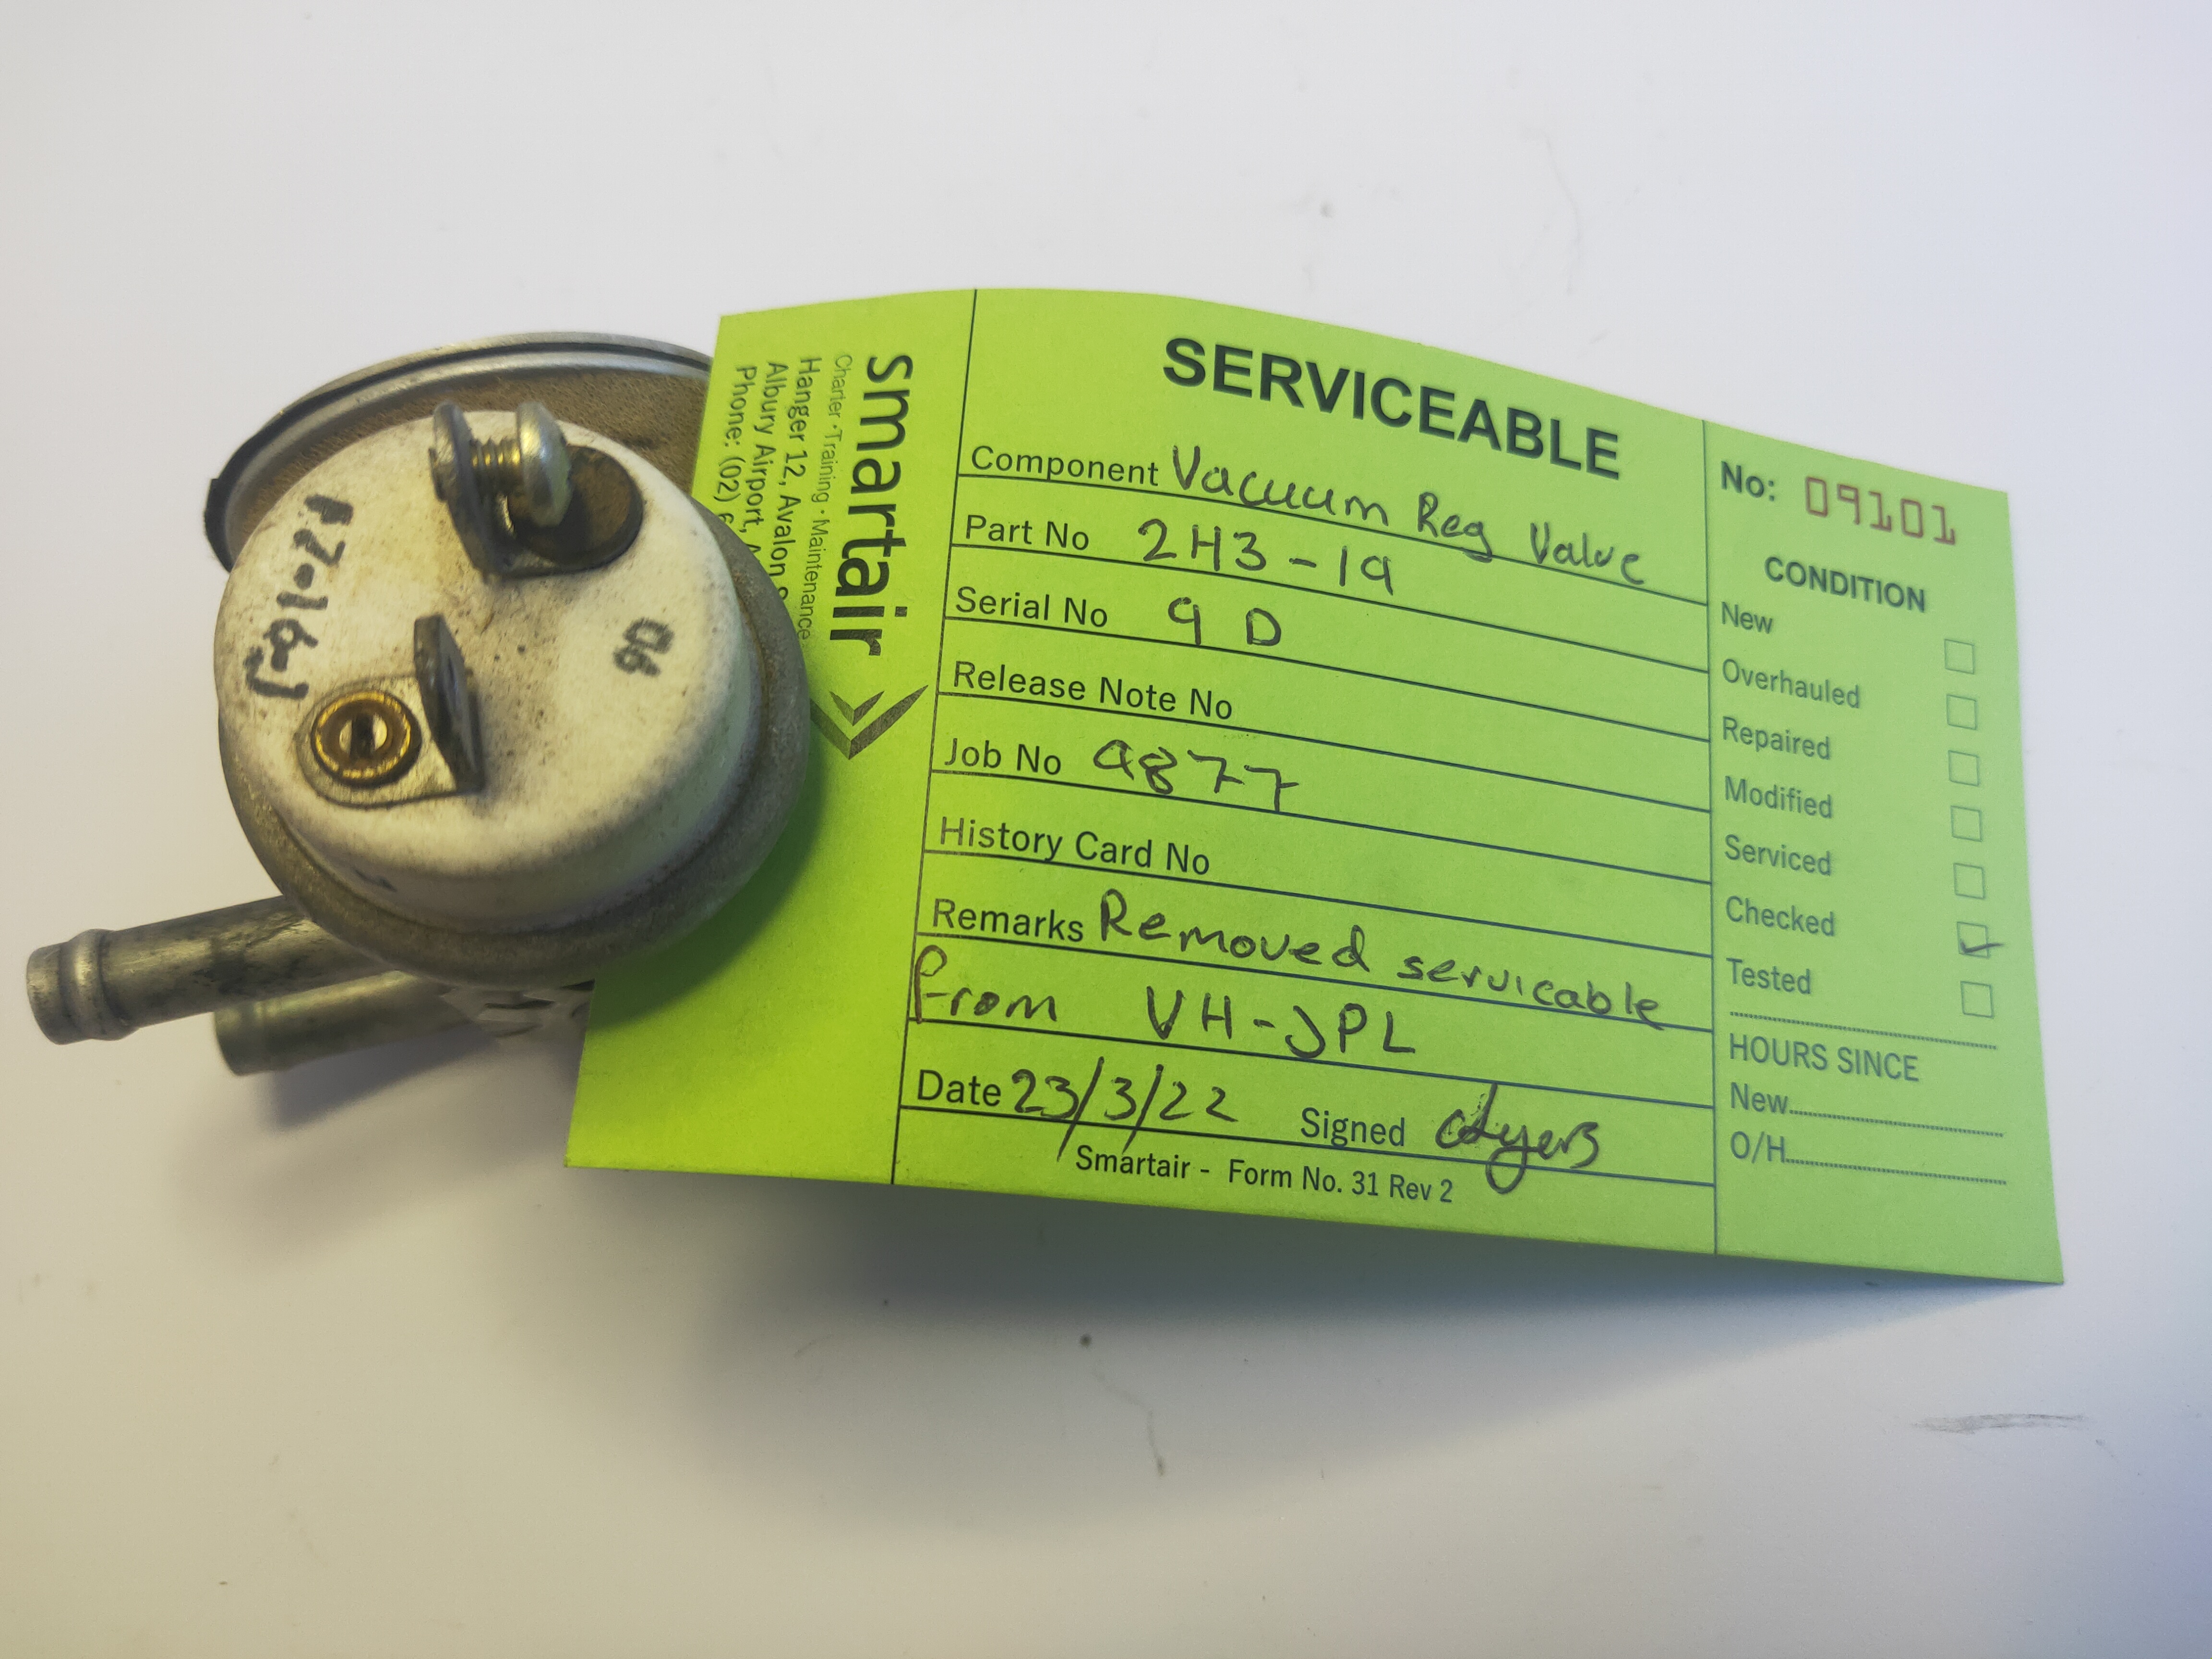 smartair
Charter · Training · Maintenance
Hanger 12, Avalon
Albury Airport,
Phone: (02) 6
SERVICEABLE
Component Vacuum Reg Valve
Part No 2H3-19
Serial No 9 D
Release Note No
Job No 9877
History Card No
Remarks Removed servicable
From VH-JPL
Date 23/3/22 Signed
Smartair - Form No. 31 Rev 2
No: 09101
CONDITION
New
Overhauled
Repaired
Modified
Serviced
Checked
Tested
HOURS SINCE
New
O/H